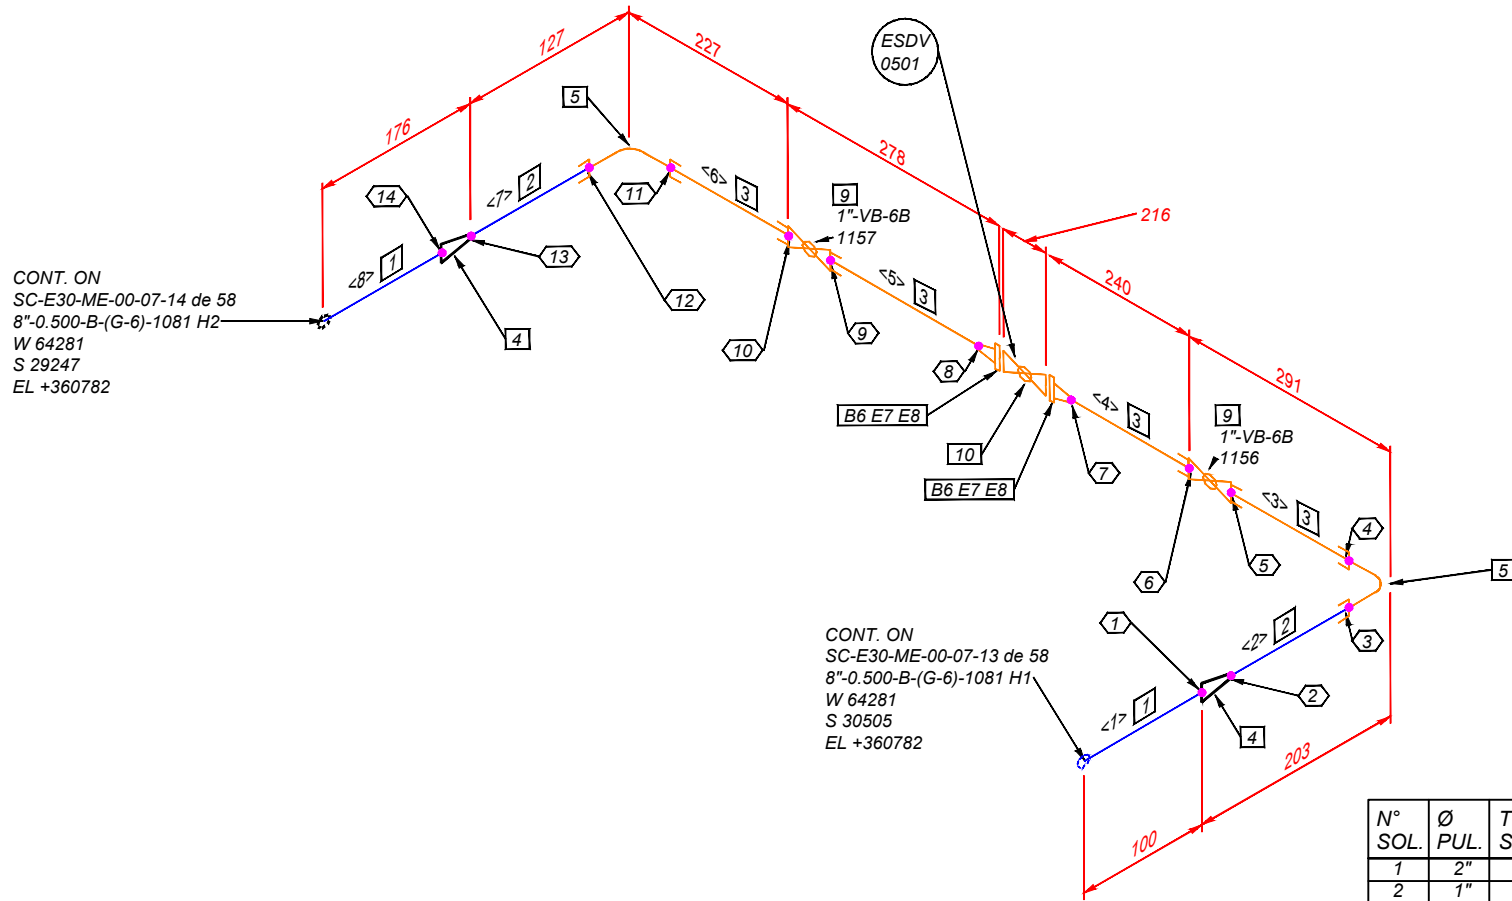 127
227
ESDV
0501
176
5
278
<7> 2
14
11
<6> 3
9
1"-VB-6B
1157
216
13
<8> 1
CONT. ON
SC-E30-ME-00-07-14 de 58
8"-0.500-B-(G-6)-1081 H2
W 64281
S 29247
EL +360782
12
<5> 3
240
4
10
9
8
291
B6 E7 E8
<4> 3
9
1"-VB-6B
1156
10
B6 E7 E8
7
<3> 3
4
6
5
5
CONT. ON
SC-E30-ME-00-07-13 de 58
8"-0.500-B-(G-6)-1081 H1
W 64281
S 30505
EL +360782
1
<2> 2
3
2
<1> 1
4
203
100
N° Ø T
SOL. PUL. S
1 2"
2 1"